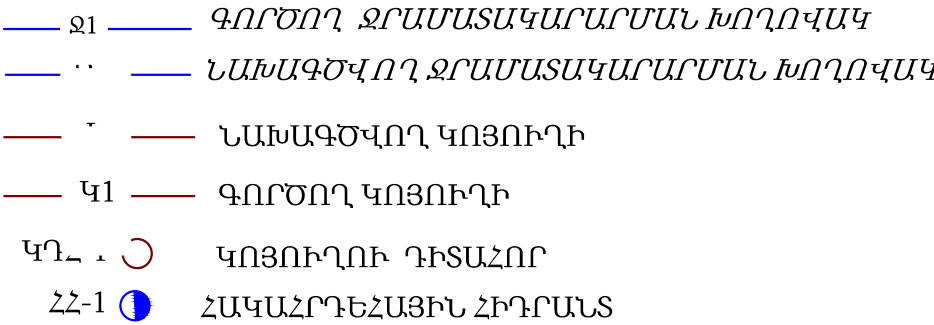 Ջ1 ԳՈՐԾՈՂ ՋՐԱՄԱՏԱԿԱՐԱՐՄԱՆ ԽՈՂՈՎԱԿ
ՆԱԽԱԳԾՎՈՂ ՋՐԱՄԱՏԱԿԱՐԱՐՄԱՆ ԽՈՂՈՎԱԿ
ՆԱԽԱԳԾՎՈՂ ԿՈՅՈՒՂԻ
Կ1 ԳՈՐԾՈՂ ԿՈՅՈՒՂԻ
ԿՈՅՈՒՂՈՒ ԴԻՏԱՀՈՐ
ՀՀ-1 ՀԱԿԱՀՐԴԵՀԱՅԻՆ ՀԻԴՐԱՆՏ